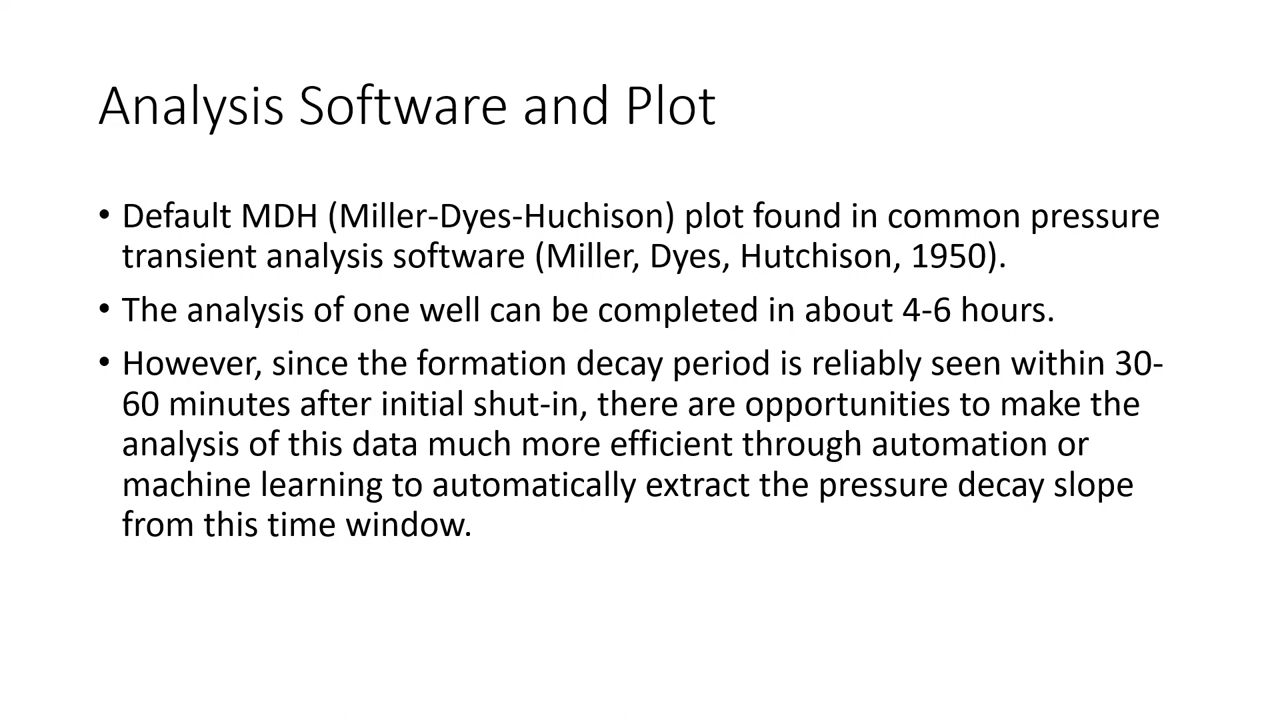 Analysis Software and Plot
• Default MDH (Miller-Dyes-Huchison) plot found in common pressure
transient analysis software (Miller, Dyes, Hutchison, 1950).
• The analysis of one well can be completed in about 4-6 hours.
• However, since the formation decay period is reliably seen within 30-
60 minutes after initial shut-in, there are opportunities to make the
analysis of this data much more efficient through automation or
machine learning to automatically extract the pressure decay slope
from this time window.